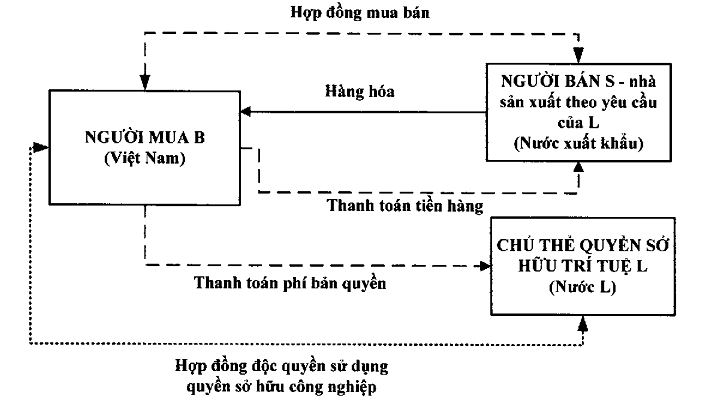 Hợp đồng mua bán
NGƯỜI BÁN S - nhà
sản xuất theo yêu cầu
của L
(Nước xuất khẩu)
Hàng hóa
NGƯỜI MUA B
(Việt Nam)
Thanh toán tiền hàng
CHỦ THỂ QUYỀN SỞ
HỮU TRÍ TUỆ L
(Nước L)
Thanh toán phí bản quyền
Hợp đồng độc quyền sử dụng
quyền sở hữu công nghiệp